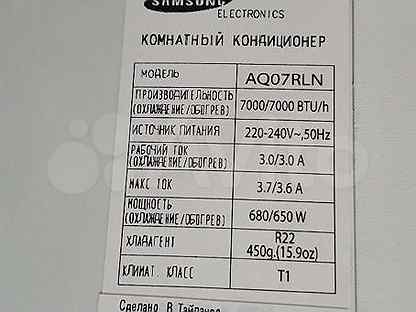 SAMSUNG
ELECTRONICS
КОМНАТНЫЙ КОНДИЦИОНЕР
МОДЕЛЬ AQ07RLN
ПРОИЗВОДИТЕЛЬНОСТЬ
(ОХЛАЖДЕНИЕ/ОБОГРЕВ) 7000/7000 BTU/h
ИСТОЧНИК ПИТАНИЯ 220-240V~,50Hz
РАБОЧИЙ ТОК
(ОХЛАЖДЕНИЕ/ОБОГРЕВ) 3.0/3.0 A
МАКС ТОК 3.7/3.6 A
МОЩНОСТЬ
(ОХЛАЖДЕНИЕ/ОБОГРЕВ) 680/650 W
ХЛАДАГЕНТ R22
450g.(15.9oz)
КЛИМАТ. КЛАСС T1
Сделано В Тайланде